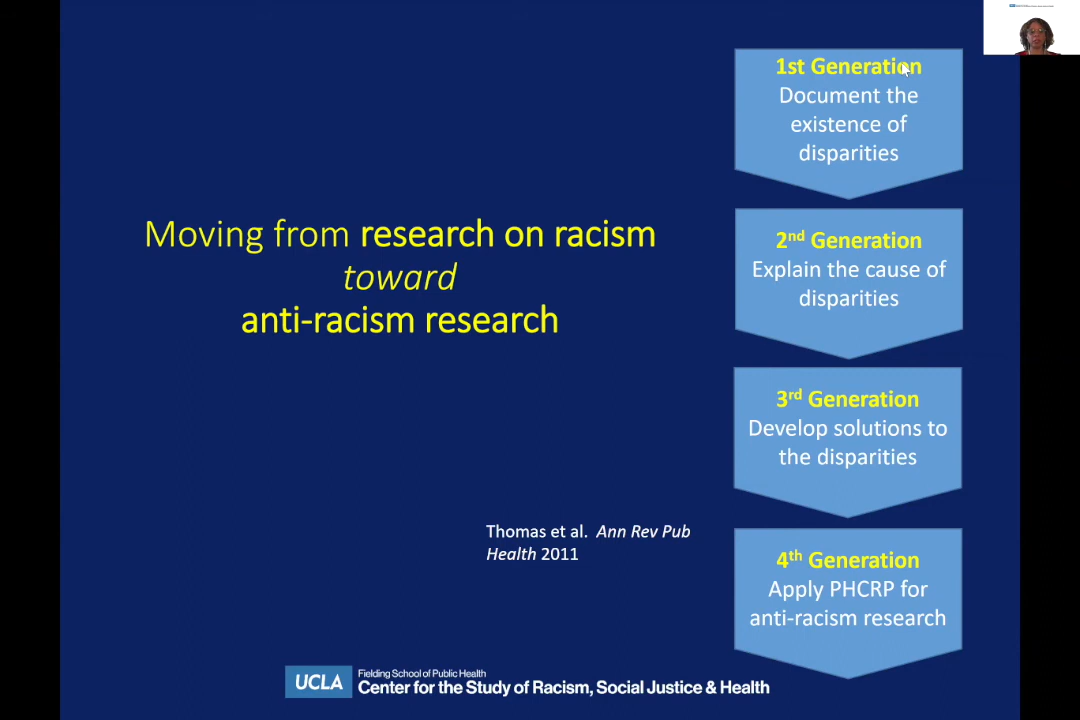 Moving from research on racism
toward
anti-racism research
1st Generation
Document the
existence of
disparities
2nd Generation
Explain the cause of
disparities
3rd Generation
Develop solutions to
the disparities
4th Generation
Apply PHCRP for
anti-racism research
Thomas et al. Ann Rev Pub
Health 2011
UCLA
Fielding School of Public Health
Center for the Study of Racism, Social Justice & Health